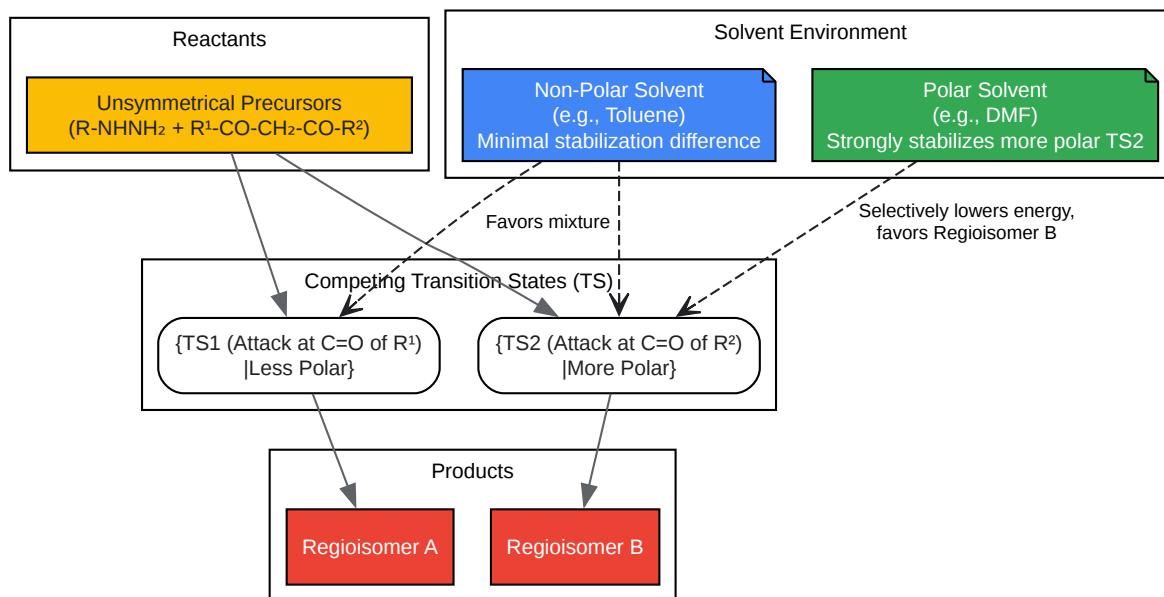 Reactants
Unsymmetrical Precursors
(R-NHNH₂ + R¹-CO-CH₂-CO-R²)
Solvent Environment
Non-Polar Solvent
(e.g., Toluene)
Minimal stabilization difference
Polar Solvent
(e.g., DMF)
Strongly stabilizes more polar TS2
Favors mixture
Selectively lowers energy,
favors Regioisomer B
Competing Transition States (TS)
{TS1 (Attack at C=O of R¹)
|Less Polar}
{TS2 (Attack at C=O of R²)
|More Polar}
Products
Regioisomer A
Regioisomer B